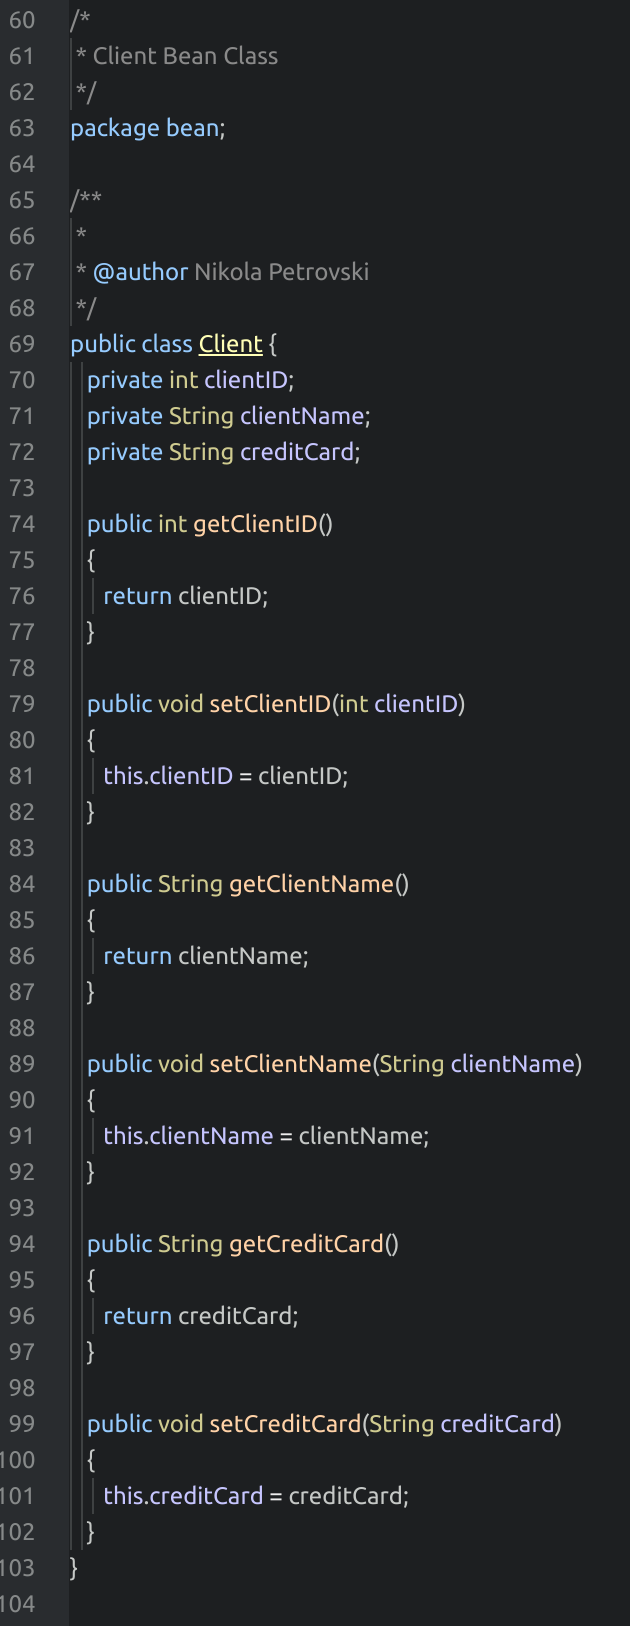 60 /*
61  * Client Bean Class
62  */
63 package bean;
64
65 /**
66  *
67  * @author Nikola Petrovski
68  */
69 public class Client {
70   private int clientID;
71   private String clientName;
72   private String creditCard;
73
74   public int getClientID()
75   {
76     return clientID;
77   }
78
79   public void setClientID(int clientID)
80   {
81     this.clientID = clientID;
82   }
83
84   public String getClientName()
85   {
86     return clientName;
87   }
88
89   public void setClientName(String clientName)
90   {
91     this.clientName = clientName;
92   }
93
94   public String getCreditCard()
95   {
96     return creditCard;
97   }
98
99   public void setCreditCard(String creditCard)
100   {
101     this.creditCard = creditCard;
102   }
103 }
104